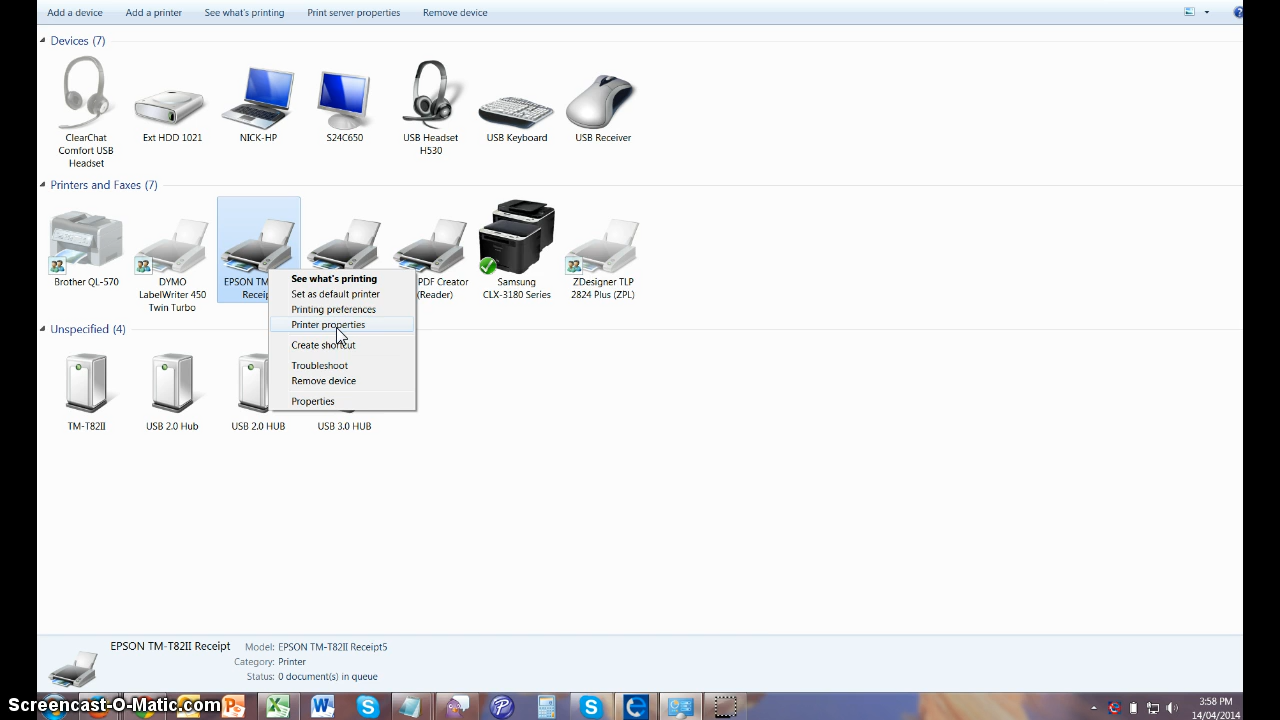 Add a device Add a printer See what's printing Print server properties Remove device
Devices (7)
ClearChat
Comfort USB
Headset
Ext HDD 1021
NICK-HP
S24C650
USB Headset
H530
USB Keyboard
USB Receiver
Printers and Faxes (7)
Brother QL-570
DYMO
LabelWriter 450
Twin Turbo
EPSON TM-
Receip
PDF Creator
(Reader)
Samsung
CLX-3180 Series
ZDesigner TLP
2824 Plus (ZPL)
See what's printing
Set as default printer
Printing preferences
Printer properties
Create shortcut
Troubleshoot
Remove device
Properties
Unspecified (4)
TM-T82II
USB 2.0 Hub
USB 2.0 HUB
USB 3.0 HUB
EPSON TM-T82II Receipt Model: EPSON TM-T82II Receipt5
Category: Printer
Status: 0 document(s) in queue
Screencast-O-Matic.com
3:58 PM
14/04/2014